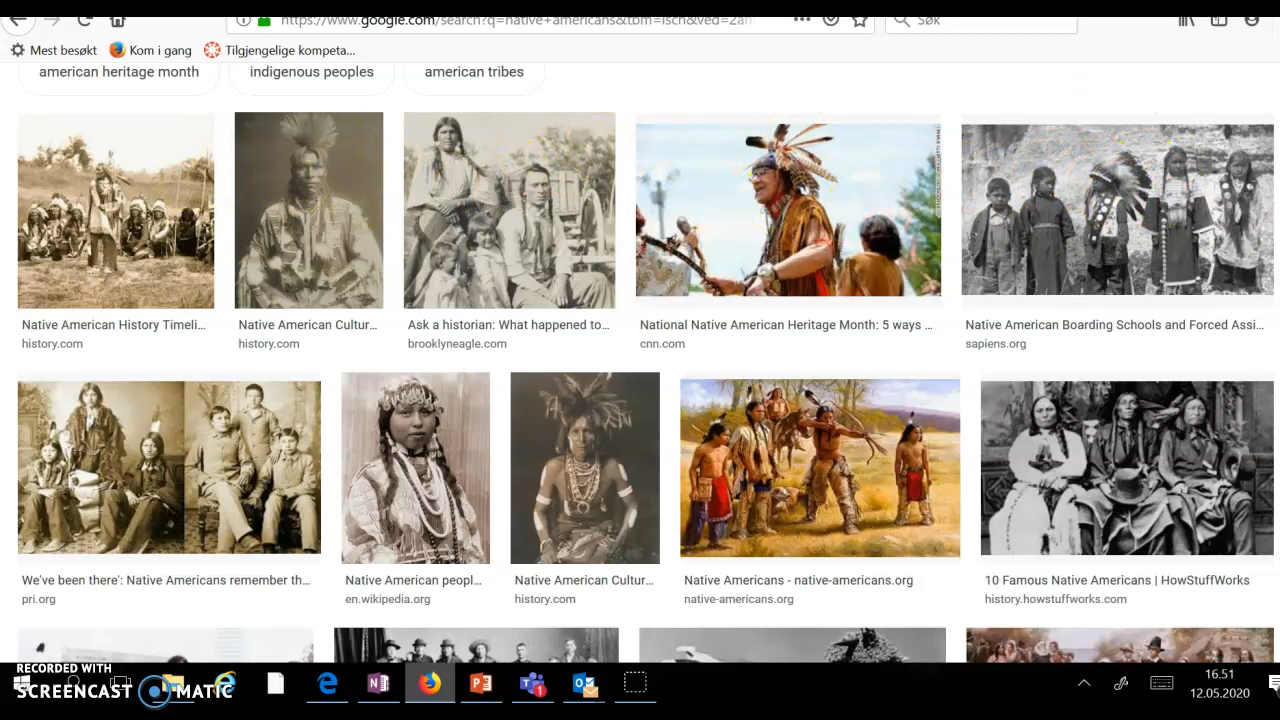 https://www.google.com/search?q=native+americans&tbm=isch&ved=2a
Søk
Mest besøkt
Kom i gang
Tilgjengelige kompeta...
american heritage month
indigenous peoples
american tribes
Native American History Timeli...
history.com
Native American Cultur...
history.com
Ask a historian: What happened to...
brooklyneagle.com
National Native American Heritage Month: 5 ways ...
cnn.com
Native American Boarding Schools and Forced Assi...
sapiens.org
We've been there': Native Americans remember th...
pri.org
Native American peopl...
en.wikipedia.org
Native American Cultur...
history.com
Native Americans - native-americans.org
native-americans.org
10 Famous Native Americans | HowStuffWorks
history.howstuffworks.com
RECORDED WITH
SCREENCAST MATIC
1
16.51
12.05.2020